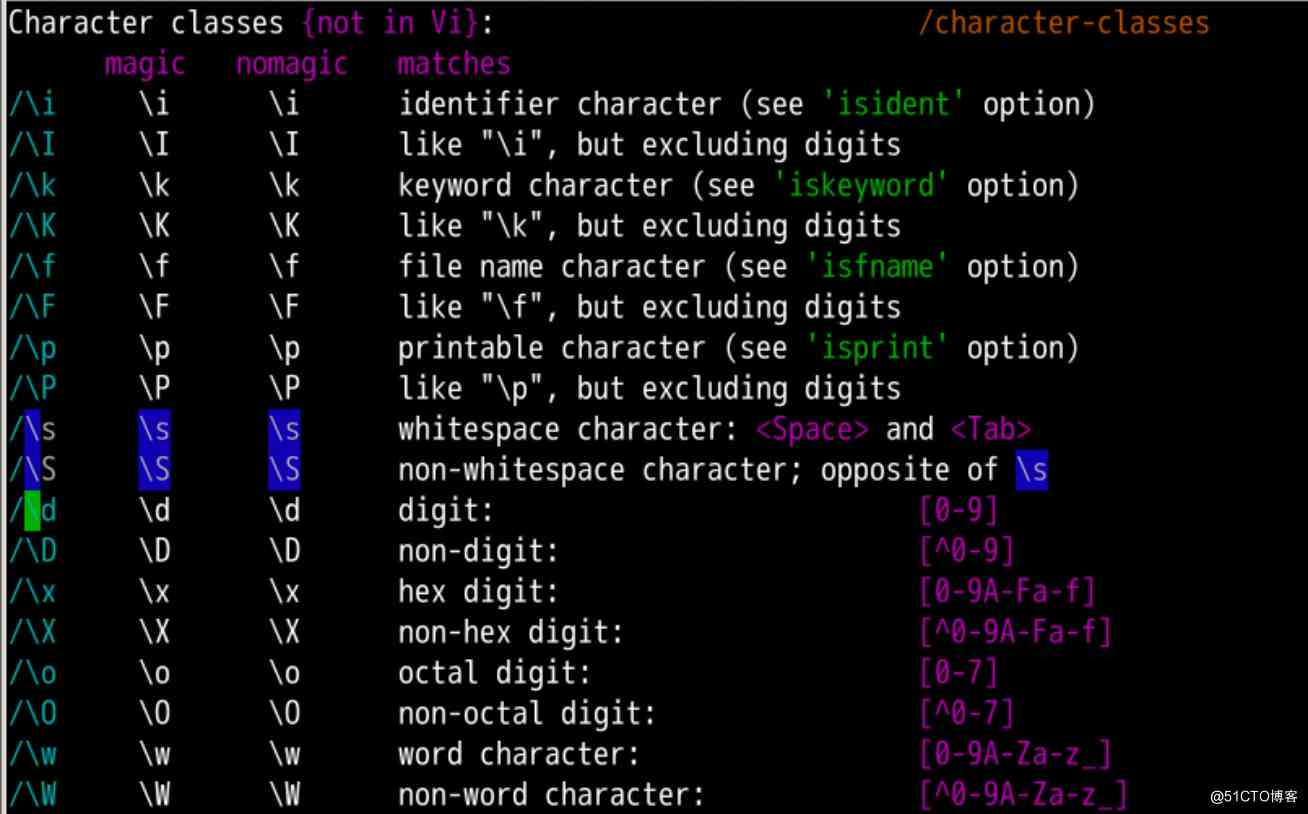 Character classes {not in Vi}: /character-classes
magic nomagic matches
/\i \i \i identifier character (see 'isident' option)
/\I \I \I like "\i", but excluding digits
/\k \k \k keyword character (see 'iskeyword' option)
/\K \K \K like "\k", but excluding digits
/\f \f \f file name character (see 'isfname' option)
/\F \F \F like "\f", but excluding digits
/\p \p \p printable character (see 'isprint' option)
/\P \P \P like "\p", but excluding digits
/\s \s \s whitespace character: <Space> and <Tab>
/\S \S \S non-whitespace character; opposite of \s
/\d \d \d digit: [0-9]
/\D \D \D non-digit: [^0-9]
/\x \x \x hex digit: [0-9A-Fa-f]
/\X \X \X non-hex digit: [^0-9A-Fa-f]
/\o \o \o octal digit: [0-7]
/\O \O \O non-octal digit: [^0-7]
/\w \w \w word character: [0-9A-Za-z_]
/\W \W \W non-word character: [^0-9A-Za-z_]
@51CTO博客